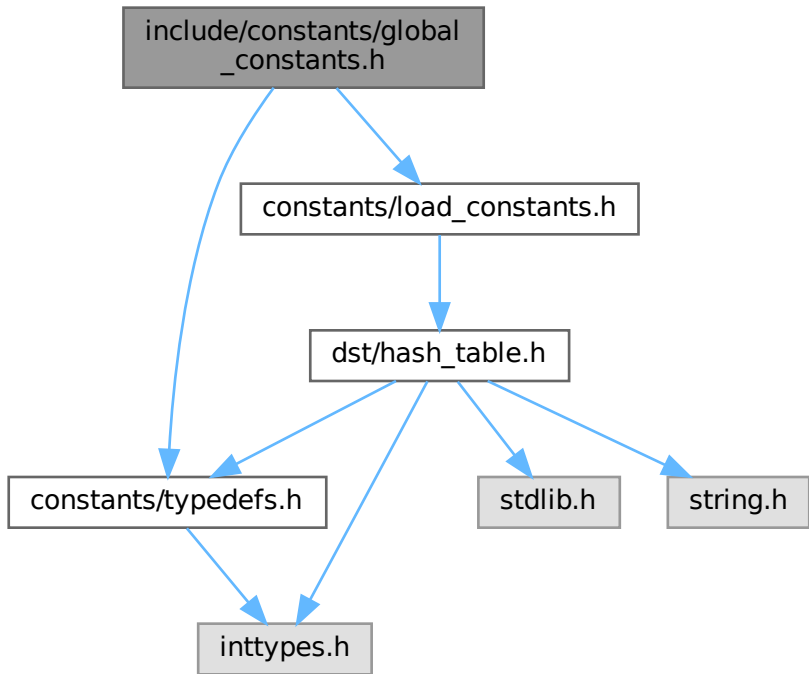 include/constants/global
_constants.h
constants/load_constants.h
dst/hash_table.h
constants/typedefs.h
stdlib.h
string.h
inttypes.h